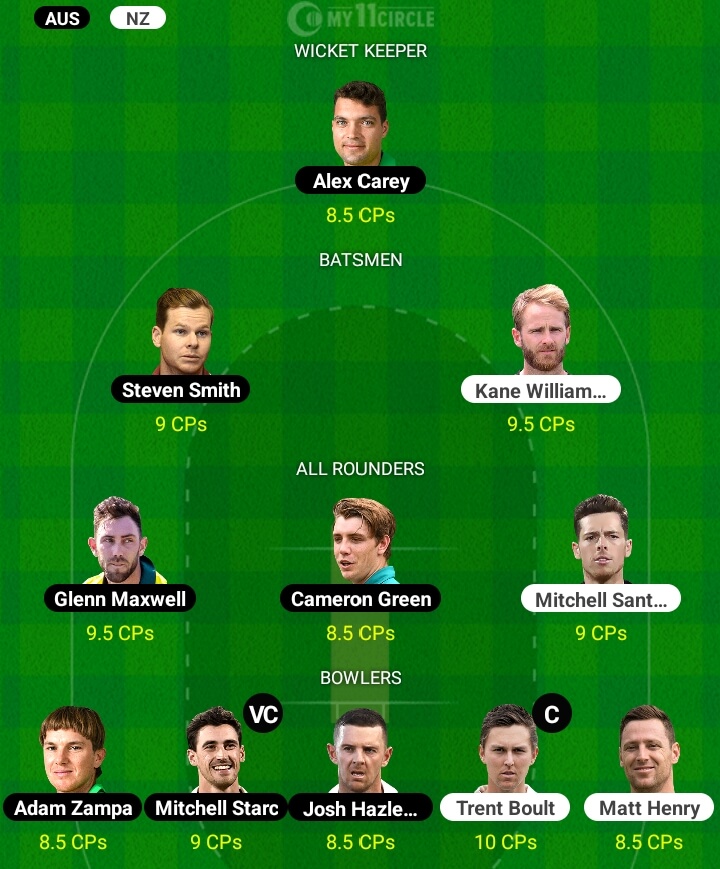 AUS NZ MY11CIRCLE
WICKET KEEPER
Alex Carey
8.5 CPs
BATSMEN
Steven Smith Kane William...
9 CPs 9.5 CPs
ALL ROUNDERS
Glenn Maxwell Cameron Green Mitchell Sant...
9.5 CPs 8.5 CPs 9 CPs
BOWLERS
VC C
Adam Zampa Mitchell Starc Josh Hazle... Trent Boult Matt Henry
8.5 CPs 9 CPs 8.5 CPs 10 CPs 8.5 CPs